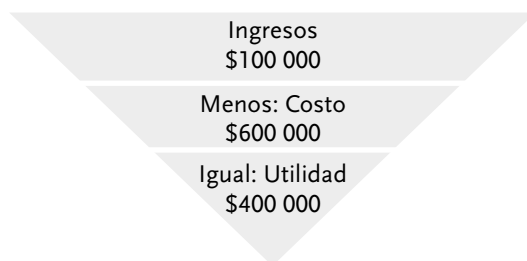 Ingresos
$100 000
Menos: Costo
$600 000
Igual: Utilidad
$400 000